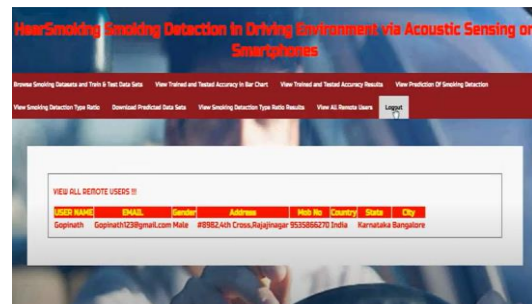 HearSmoking Smoking Detection in Driving Environment via Acoustic Sensing on
Smartphones
Browse Smoking Datasets and Train & Test Data Sets View Trained and Tested Accuracy in Bar Chart View Trained and Tested Accuracy Results View Prediction Of Smoking Detection
View Smoking Detection Type Ratio Download Predicted Data Sets View Smoking Detection Type Ratio Results View All Remote Users Logout
VIEW ALL REMOTE USERS !!!
USER NAME EMAIL Gender Address Mob No Country State City
Gopinath Gopinath123@gmail.com Male #8982,4th Cross,Rajajinagar 9535866270 India Karnataka Bangalore